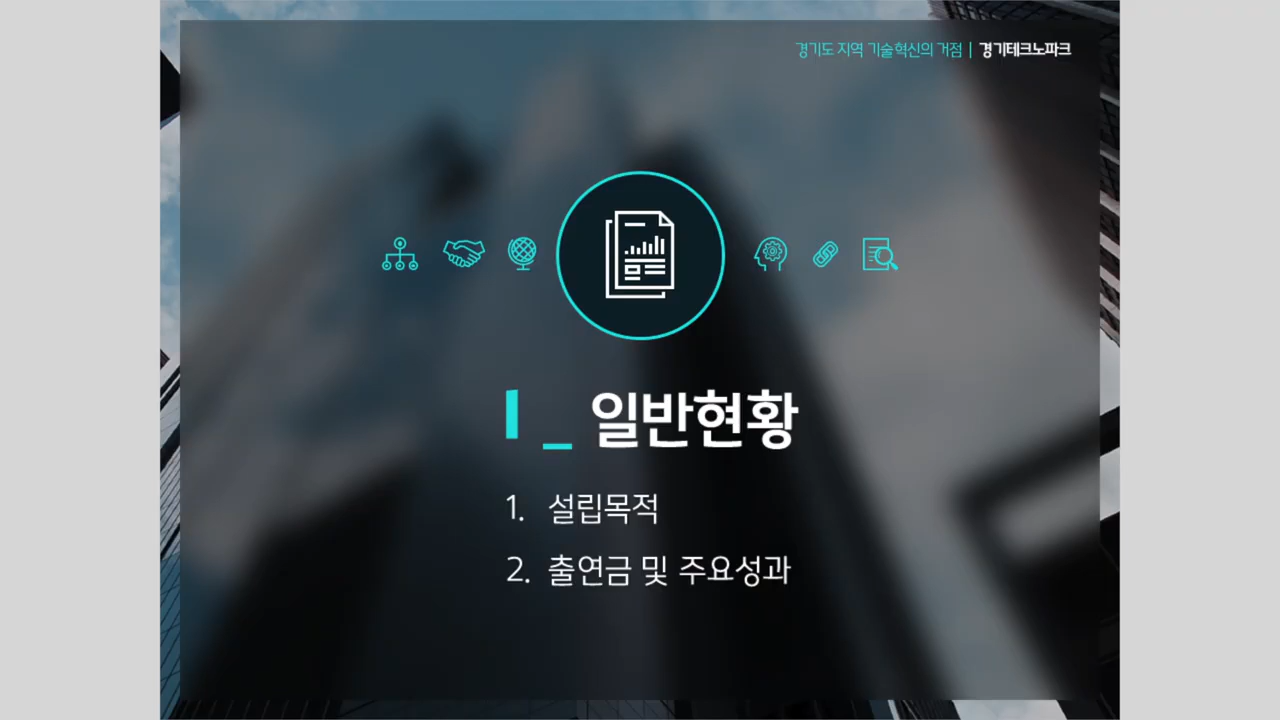 경기도 지역 기술혁신의 거점 | 경기테크노파크
I _ 일반현황
1. 설립목적
2. 출연금 및 주요성과